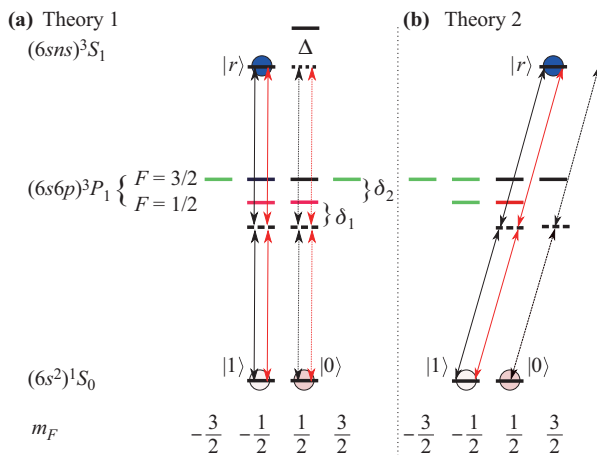 (a) Theory 1
(b) Theory 2
(6sns)³S₁
Δ
|r⟩
|r⟩
(6s6p)³P₁ { F = 3/2
F = 1/2
} δ₂
} δ₁
|1⟩
|0⟩
|1⟩
|0⟩
(6s²)¹S₀
m_F
−3/2 −1/2 1/2 3/2 −3/2 −1/2 1/2 3/2